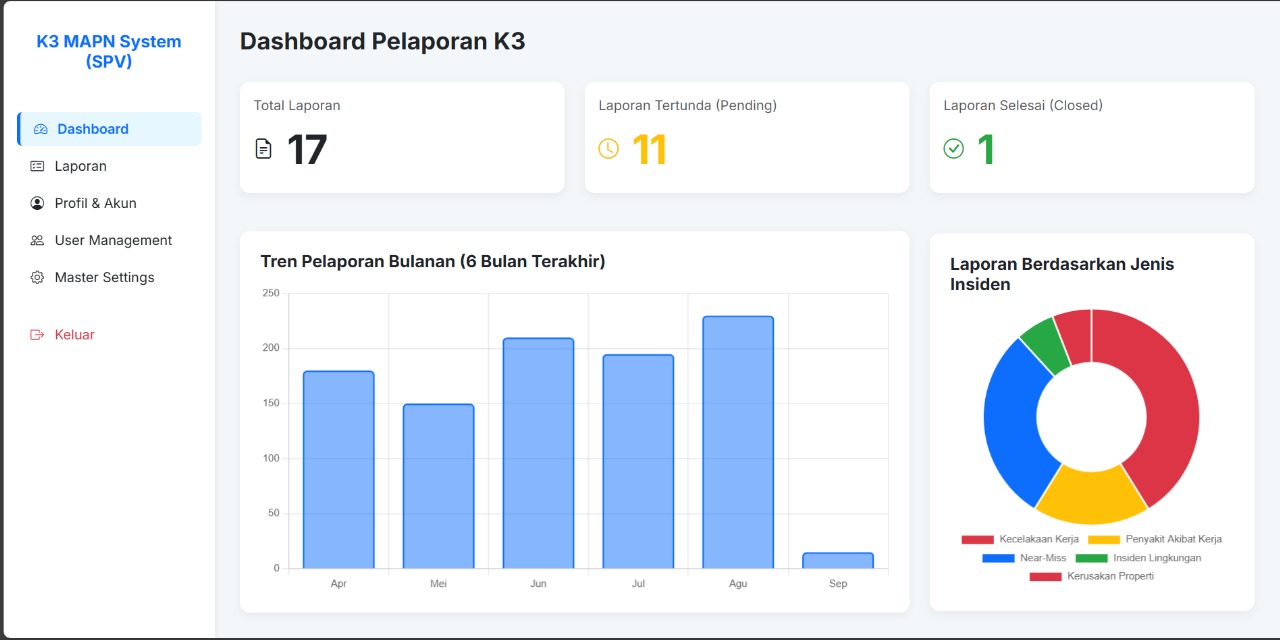 K3 MAPN System
(SPV)
Dashboard
Laporan
Profil & Akun
User Management
Master Settings
Keluar
Dashboard Pelaporan K3
Total Laporan
17
Laporan Tertunda (Pending)
11
Laporan Selesai (Closed)
1
Tren Pelaporan Bulanan (6 Bulan Terakhir)
250
200
150
100
50
0
Apr Mei Jun Jul Agu Sep
Laporan Berdasarkan Jenis
Insiden
Kecelakaan Kerja Penyakit Akibat Kerja
Near-Miss Insiden Lingkungan
Kerusakan Properti